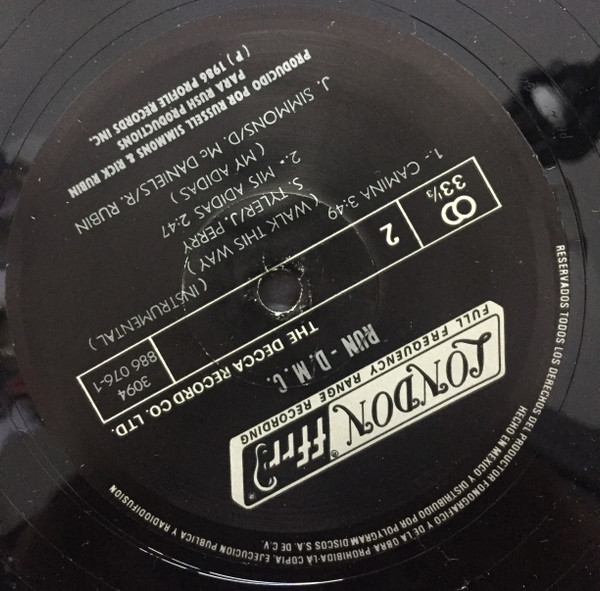 LONDON ffrr
FULL FREQUENCY RANGE RECORDING
RUN - D.M.C.
THE DECCA RECORD CO. LTD.
33⅓
2
3094
886 076-1
1.- CAMINA 3:49 (INSTRUMENTAL)
( WALK THIS WAY )
S. TYLER/J. PERRY
2.- MIS ADIDAS 2:47
( MY ADIDAS )
J. SIMMONS/D. Mc DANIELS/R. RUBIN
PRODUCIDO POR RUSSELL SIMMONS & RICK RUBIN
PARA RUSH PRODUCTIONS
( P ) 1986 PROFILE RECORDS INC
RESERVADOS TODOS LOS DERECHOS DEL PRODUCTOR FONOGRAFICO Y DE LA OBRA PROHIBIDA-LA COPIA, EJECUCION PUBLICA Y RADIODIFUSION
HECHO EN MEXICO Y DISTRIBUIDO POR POLYGRAM DISCOS S.A. DE C.V.